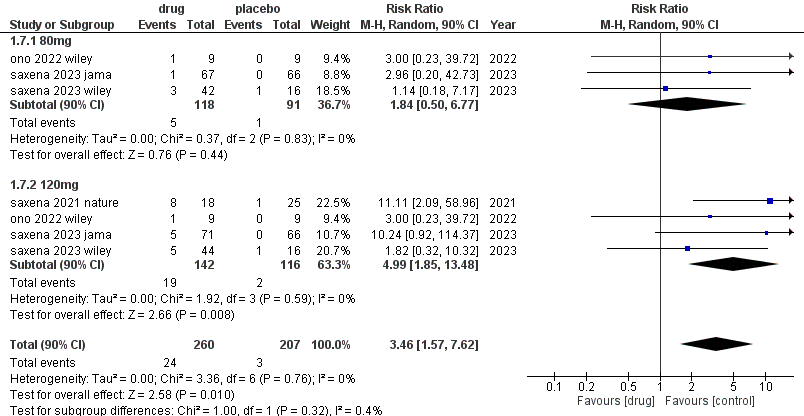 drug placebo Risk Ratio Risk Ratio
Study or Subgroup Events Total Events Total Weight M-H, Random, 90% CI Year M-H, Random, 90% CI
1.7.1 80mg
ono 2022 wiley 1 9 0 9 9.4% 3.00 [0.23, 39.72] 2022
saxena 2023 jama 1 67 0 66 8.8% 2.96 [0.20, 42.73] 2023
saxena 2023 wiley 3 42 1 16 18.5% 1.14 [0.18, 7.17] 2023
Subtotal (90% CI) 118 91 36.7% 1.84 [0.50, 6.77]
Total events 5 1
Heterogeneity: Tau² = 0.00; Chi² = 0.37, df = 2 (P = 0.83); I² = 0%
Test for overall effect: Z = 0.76 (P = 0.44)
1.7.2 120mg
saxena 2021 nature 8 18 1 25 22.5% 11.11 [2.09, 58.96] 2021
ono 2022 wiley 1 9 0 9 9.4% 3.00 [0.23, 39.72] 2022
saxena 2023 jama 5 71 0 66 10.7% 10.24 [0.92, 114.37] 2023
saxena 2023 wiley 5 44 1 16 20.7% 1.82 [0.32, 10.32] 2023
Subtotal (90% CI) 142 116 63.3% 4.99 [1.85, 13.48]
Total events 19 2
Heterogeneity: Tau² = 0.00; Chi² = 1.92, df = 3 (P = 0.59); I² = 0%
Test for overall effect: Z = 2.66 (P = 0.008)
Total (90% CI) 260 207 100.0% 3.46 [1.57, 7.62]
Total events 24 3
Heterogeneity: Tau² = 0.00; Chi² = 3.36, df = 6 (P = 0.76); I² = 0%
Test for overall effect: Z = 2.58 (P = 0.010)
Test for subgroup differences: Chi² = 1.00, df = 1 (P = 0.32), I² = 0.4%
0.1 0.2 0.5 1 2 5 10
Favours [drug] Favours [control]